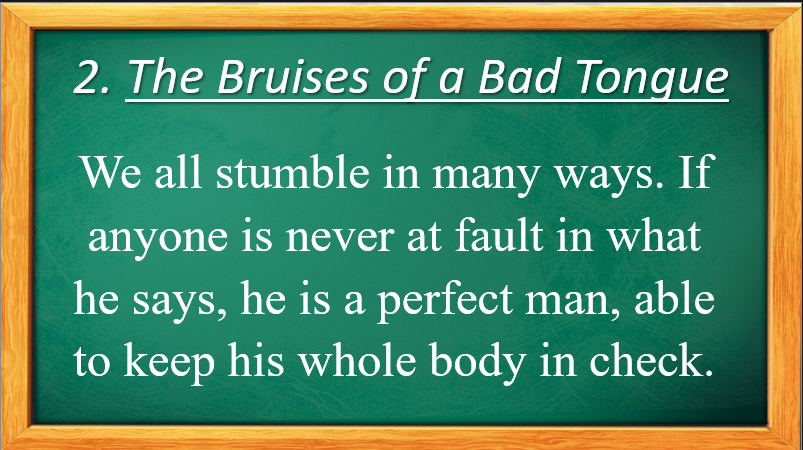 2. The Bruises of a Bad Tongue
We all stumble in many ways. If
anyone is never at fault in what
he says, he is a perfect man, able
to keep his whole body in check.